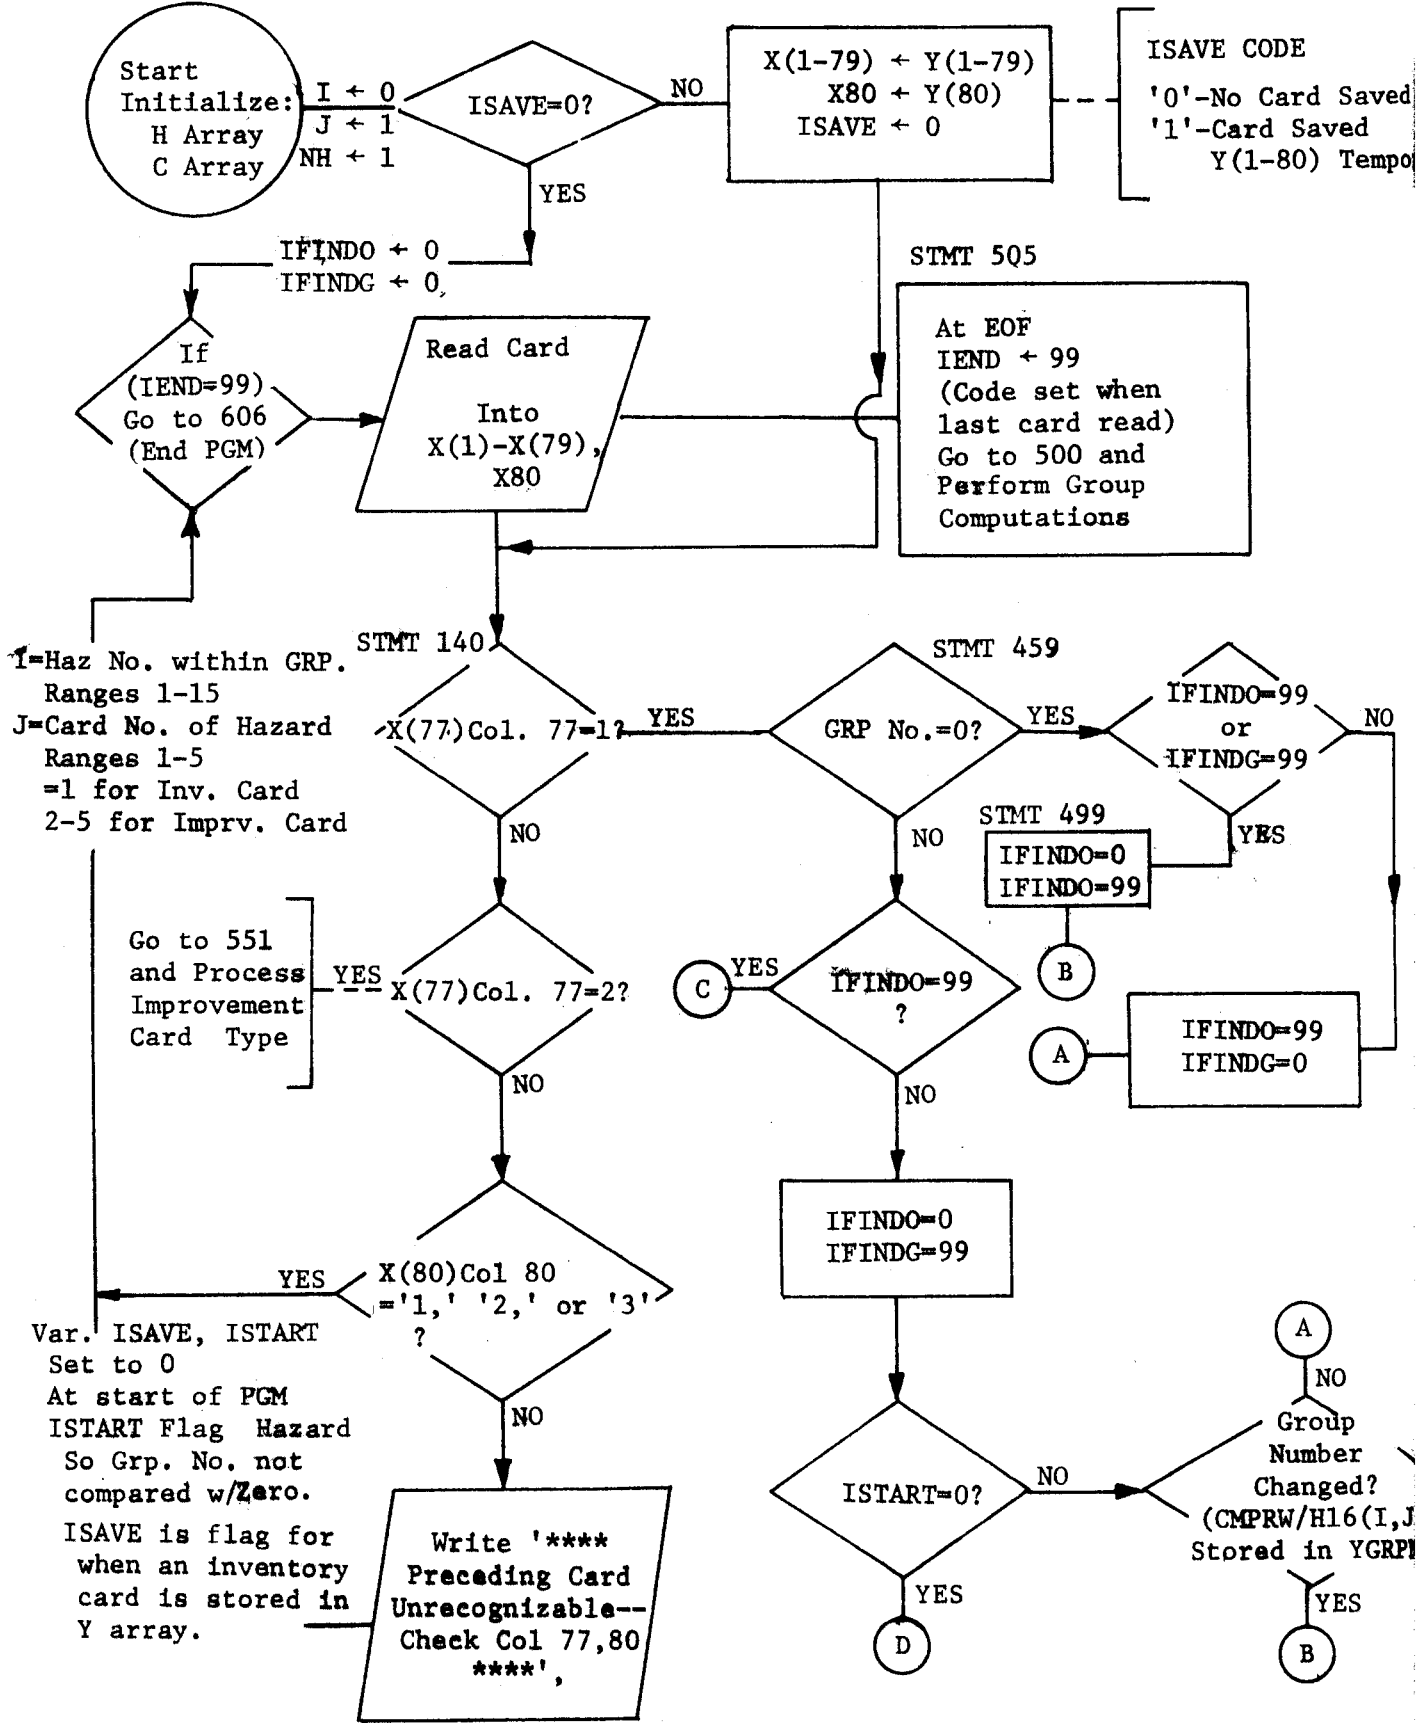 Start
Initialize:
H Array
C Array
I ← 0
J ← 1
NH ← 1
ISAVE=0?
NO
YES
X(1-79) ← Y(1-79)
X80 ← Y(80)
ISAVE ← 0
ISAVE CODE
'0'-No Card Saved
'1'-Card Saved
Y(1-80) Tempo
IFINDO ← 0
IFINDG ← 0
If
(IEND=99)
Go to 606
(End PGM)
Read Card
Into
X(1)-X(79),
X80
STMT 505
At EOF
IEND ← 99
(Code set when
last card read)
Go to 500 and
Perform Group
Computations
I=Haz No. within GRP.
Ranges 1-15
J=Card No. of Hazard
Ranges 1-5
=1 for Inv. Card
2-5 for Imprv. Card
STMT 140
X(77)Col. 77=1?
YES
NO
STMT 459
GRP No.=0?
YES
NO
IFINDO=99
or
IFINDG=99
NO
YES
STMT 499
IFINDO=0
IFINDO=99
B
Go to 551
and Process
Improvement
Card Type
YES
X(77)Col. 77=2?
NO
C
YES
IFINDO=99
?
NO
A
IFINDO=99
IFINDG=0
IFINDO=0
IFINDG=99
YES
X(80)Col 80
='1,' '2,' or '3'
?
NO
Var. ISAVE, ISTART
Set to 0
At start of PGM
ISTART Flag Hazard
So Grp. No. not
compared w/Zero.
ISAVE is flag for
when an inventory
card is stored in
Y array.
Write '****
Preceding Card
Unrecognizable--
Check Col 77,80
****',
ISTART=0?
NO
YES
D
A
NO
Group
Number
Changed?
(CMPRW/H16(I,J
Stored in YGRP
YES
B